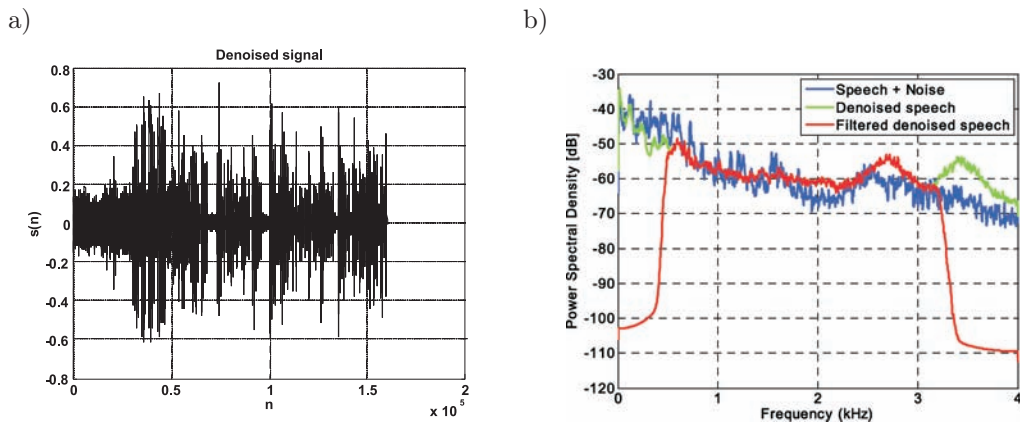 a)
Denoised signal
0.8
0.6
0.4
0.2
0
-0.2
-0.4
-0.6
-0.8
s(n)
0
0.5
1
1.5
2
n
x 10^5
b)
-30
-40
-50
-60
-70
-80
-90
-100
-110
-120
Power Spectral Density [dB]
Speech + Noise
Denoised speech
Filtered denoised speech
0
1
2
3
4
Frequency (kHz)